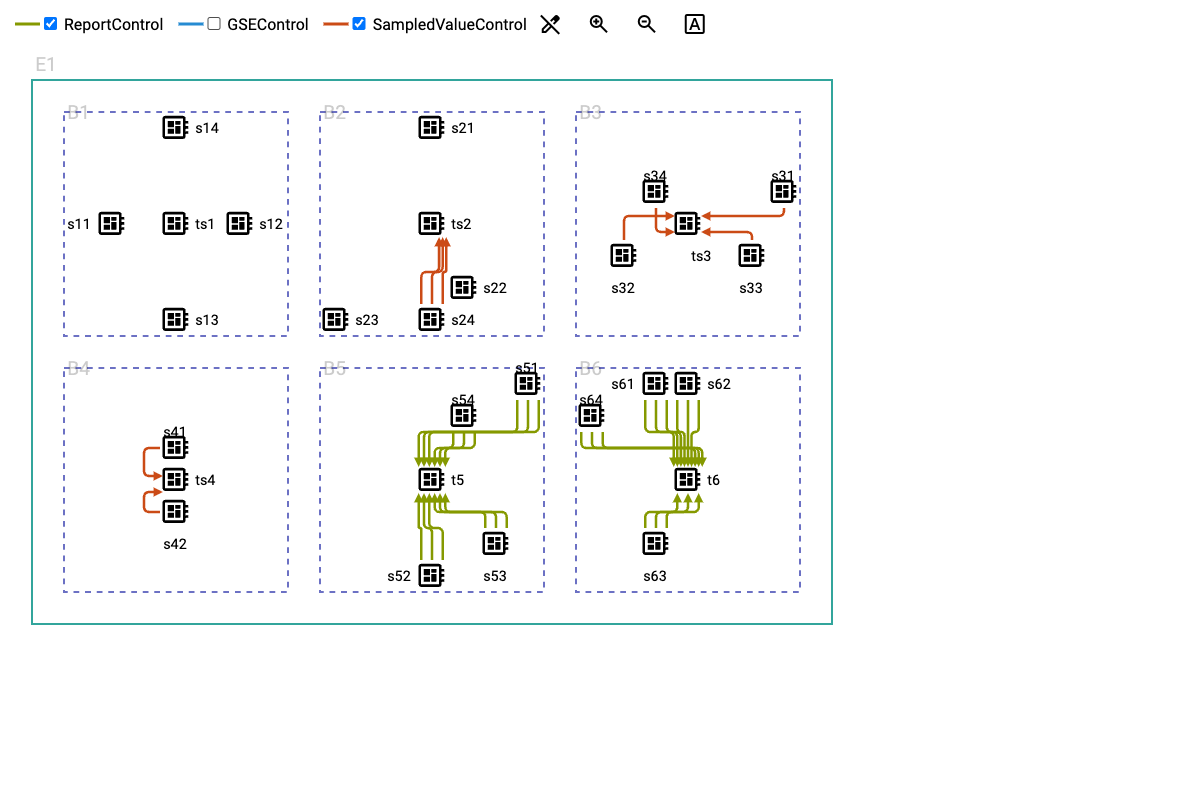 ReportControl GSEControl SampledValueControl A
E1
B1 B2 B3
s14 s21
s34 s31
s11 ts1 s12 ts2
s32 ts3 s33
s22
s13 s23 s24
B4 B5 B6
s51
s61 s62
s54 s64
s41
ts4 t5 t6
s42
s52 s53 s63